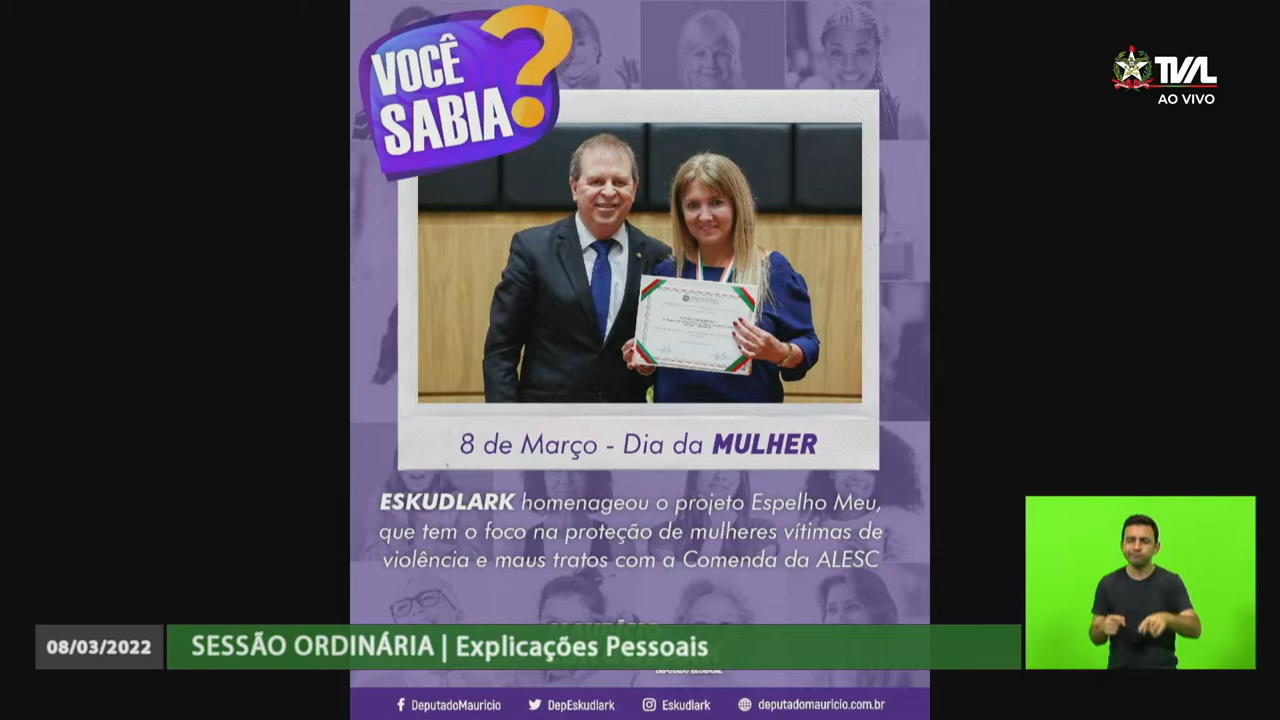 VOCÊ
SABIA?
TVAL
AO VIVO
8 de Março - Dia da MULHER
ESKUDLARK homenageou o projeto Espelho Meu,
que tem o foco na proteção de mulheres vítimas de
violência e maus tratos com a Comenda da ALESC
08/03/2022
SESSÃO ORDINÁRIA | Explicações Pessoais
DEPUTADO ESTADUAL
DeputadoMauricio
DepEskudlark
Eskudlark
deputadomauricio.com.br